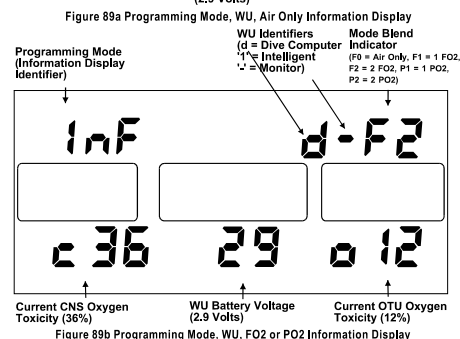 (2.9 Volts)
Figure 89a Programming Mode, WU, Air Only Information Display
Programming Mode
(Information Display
Identifier)
WU Identifiers
(d = Dive Computer
'1' = Intelligent
'-' = Monitor)
Mode Blend
Indicator
(F0 = Air Only, F1 = 1 FO2,
F2 = 2 FO2, P1 = 1 PO2,
P2 = 2 PO2)
InF d-F2
c 36 29 o 12
Current CNS Oxygen
Toxicity (36%)
WU Battery Voltage
(2.9 Volts)
Current OTU Oxygen
Toxicity (12%)
Figure 89b Programming Mode, WU, FO2 or PO2 Information Display